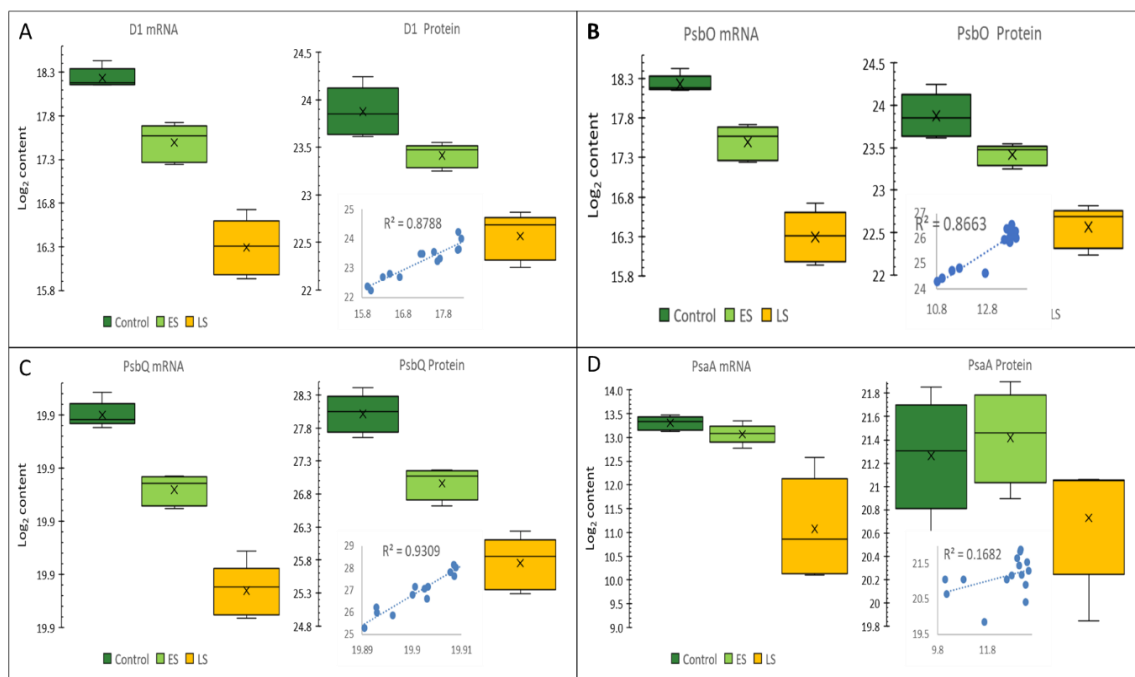 A
D1 mRNA
D1 Protein
Log2 content
18.3
17.8
17.3
16.8
16.3
15.8
24.5
24
23.5
23
22.5
22
R² = 0.8788
25
24
23
22
15.8 16.8 17.8
Control ES LS
B
PsbO mRNA
PsbO Protein
Log2 content
18.3
17.8
17.3
16.8
16.3
15.8
24.5
24
23.5
23
22.5
22
R² = 0.8663
27
26
24
10.8 12.8
Control ES LS
LS
C
PsbQ mRNA
PsbQ Protein
Log2 content
19.9
19.9
19.9
19.9
19.9
28.3
27.8
27.3
26.8
26.3
25.8
25.3
24.8
R² = 0.9309
29
28
27
26
25
19.89 19.9 19.91
Control ES LS
D
PsaA mRNA
PsaA Protein
Log2 content
14.0
13.5
13.0
12.5
12.0
11.5
11.0
10.5
10.0
9.5
9.0
21.8
21.6
21.4
21.2
21
20.8
20.6
20.4
20.2
20
19.8
R² = 0.1682
21.5
20.5
19.5
9.8 11.8
Control ES LS